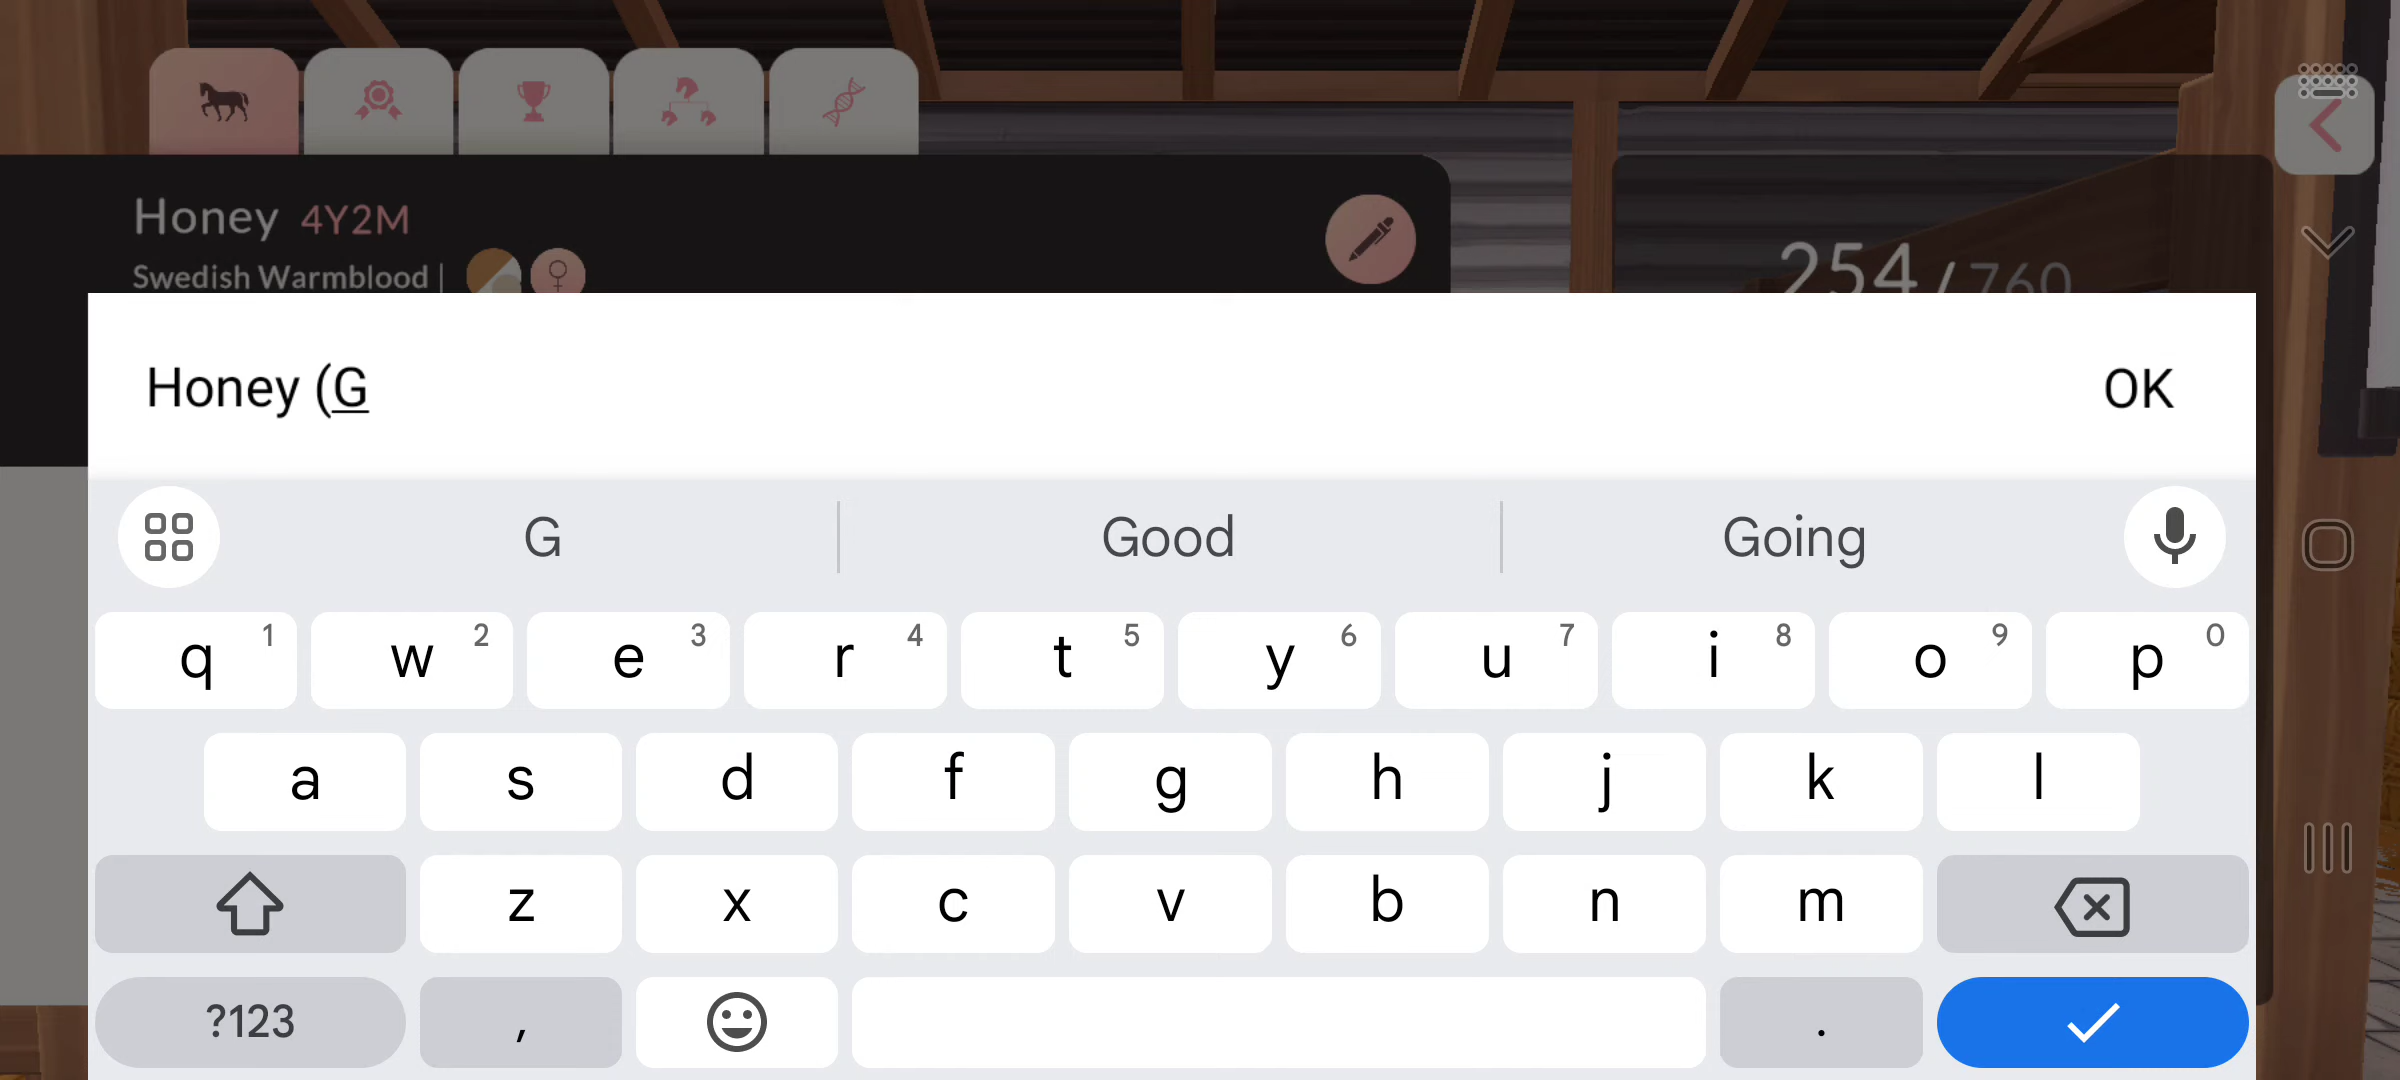 Honey 4Y2M
Swedish Warmblood |
254 / 760
Honey (G
OK
G
Good
Going
q 1 w 2 e 3 r 4 t 5 y 6 u 7 i 8 o 9 p 0
a s d f g h j k l
z x c v b n m
?123 , .